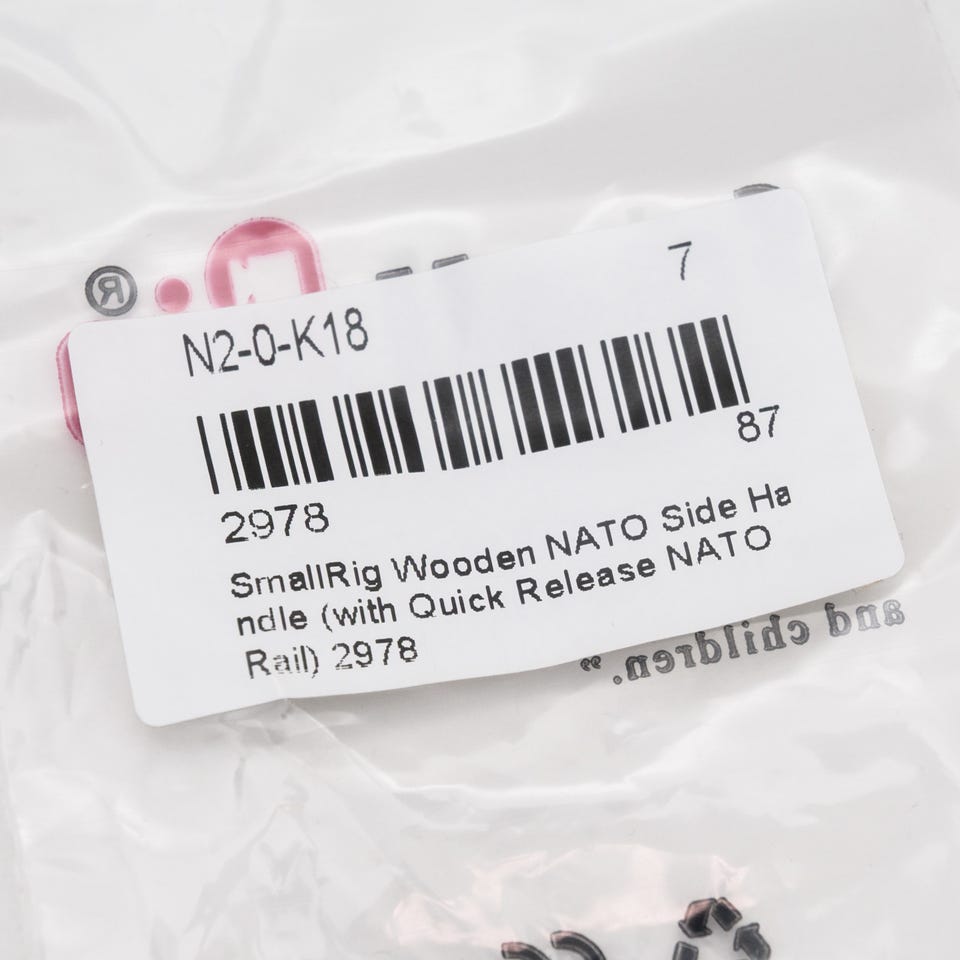 ®
7
N2-0-K18
87
2978
SmallRig Wooden NATO Side Ha
ndle (with Quick Release NATO
Rail) 2978
and children."